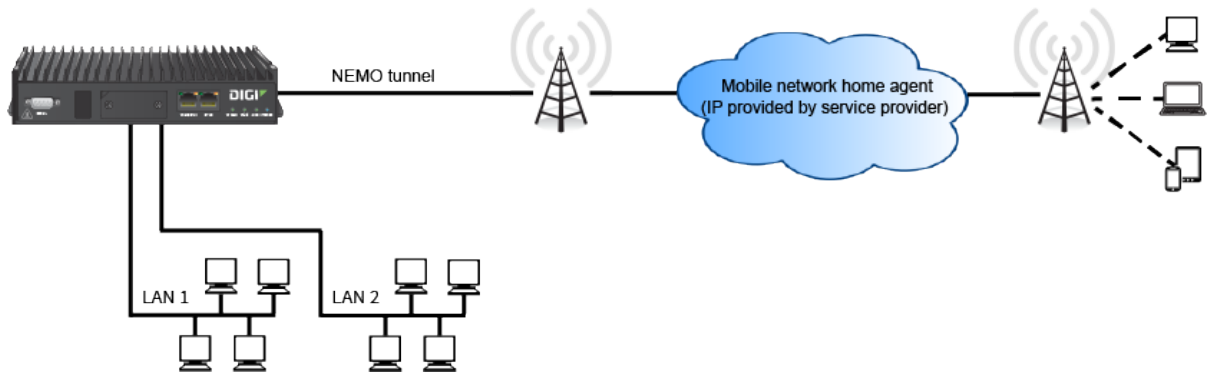 NEMO tunnel
DIGI
Mobile network home agent
(IP provided by service provider)
LAN 1
LAN 2